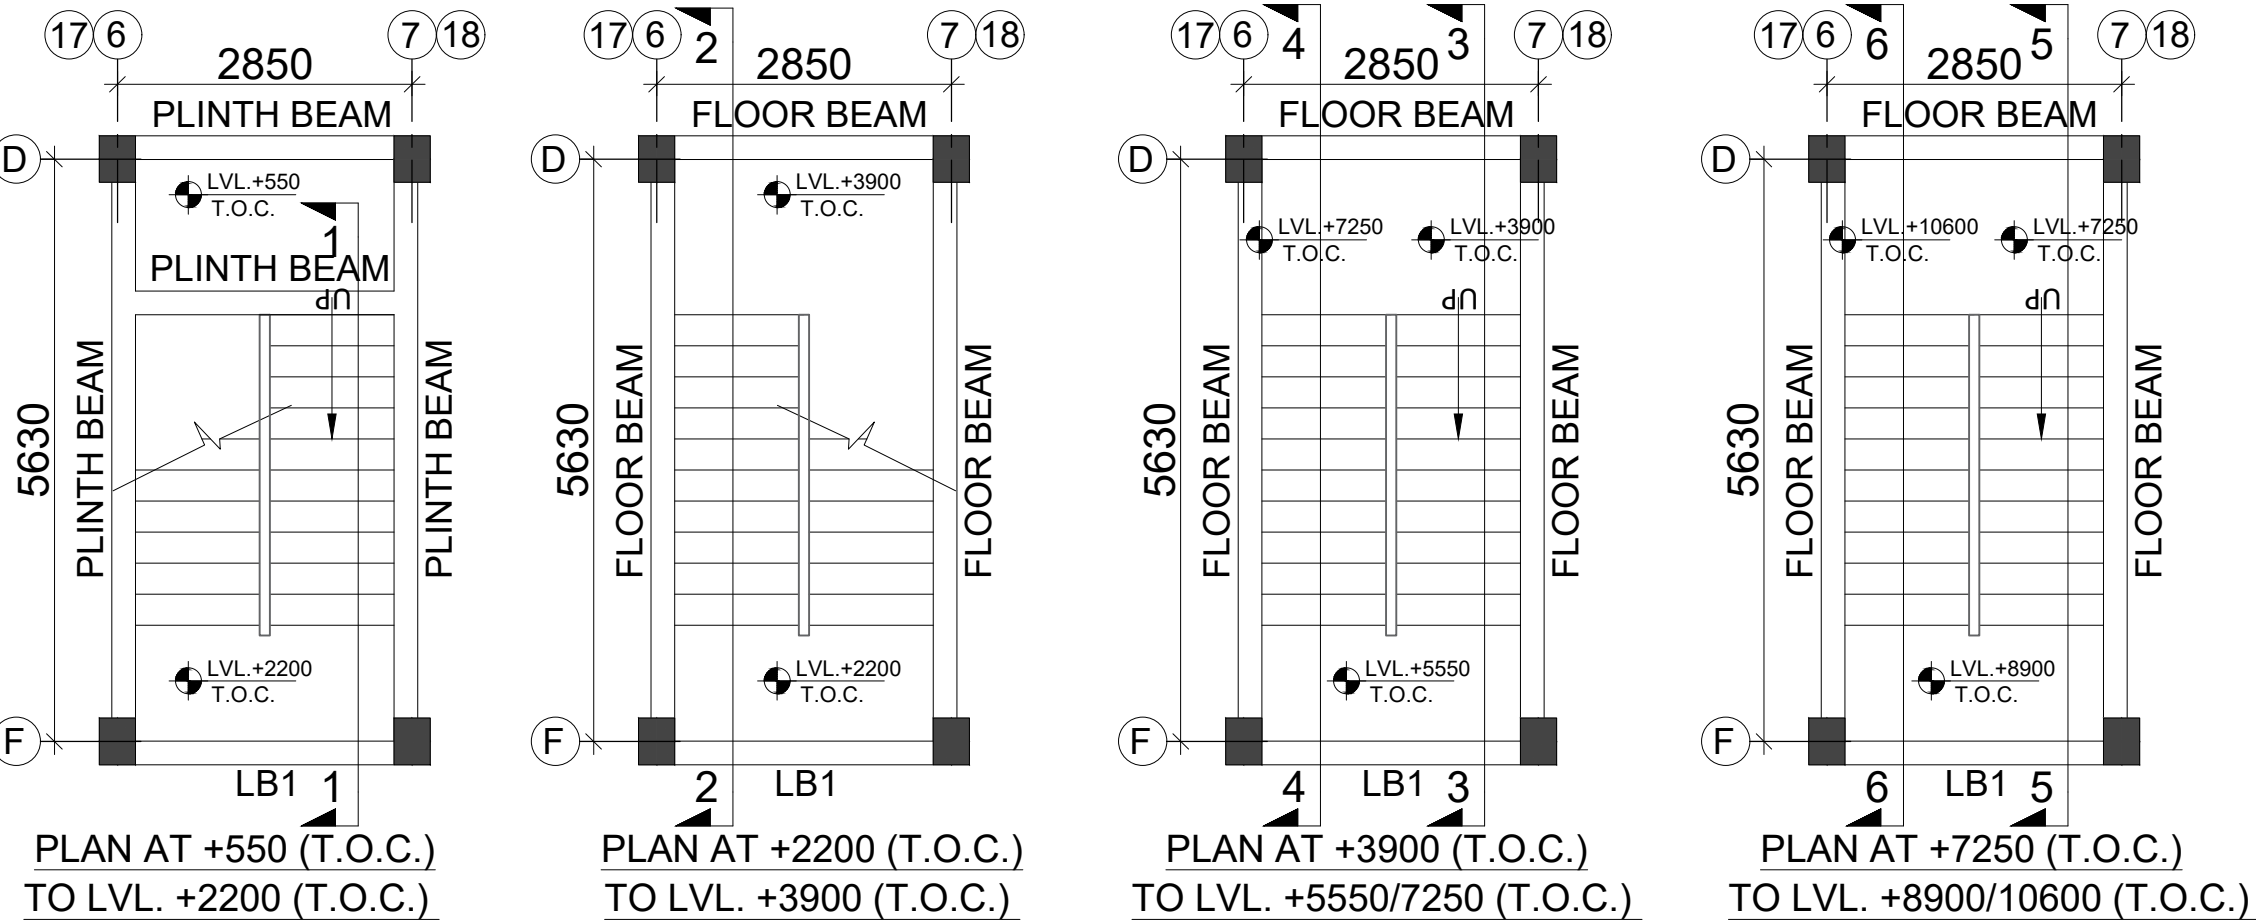 17 6 7 18
2850
PLINTH BEAM
D
LVL.+550
T.O.C.
1
PLINTH BEAM
UP
PLINTH BEAM
PLINTH BEAM
5630
LVL.+2200
T.O.C.
F
LB1 1
PLAN AT +550 (T.O.C.)
TO LVL. +2200 (T.O.C.)
17 6 2 7 18
2850
FLOOR BEAM
D
LVL.+3900
T.O.C.
5630
FLOOR BEAM
FLOOR BEAM
LVL.+2200
T.O.C.
F
2 LB1
PLAN AT +2200 (T.O.C.)
TO LVL. +3900 (T.O.C.)
17 6 4 3 7 18
2850
FLOOR BEAM
D
LVL.+7250
T.O.C.
LVL.+3900
T.O.C.
UP
5630
FLOOR BEAM
FLOOR BEAM
LVL.+5550
T.O.C.
F
4 LB1 3
PLAN AT +3900 (T.O.C.)
TO LVL. +5550/7250 (T.O.C.)
17 6 6 5 7 18
2850
FLOOR BEAM
D
LVL.+10600
T.O.C.
LVL.+7250
T.O.C.
UP
5630
FLOOR BEAM
FLOOR BEAM
LVL.+8900
T.O.C.
F
6 LB1 5
PLAN AT +7250 (T.O.C.)
TO LVL. +8900/10600 (T.O.C.)